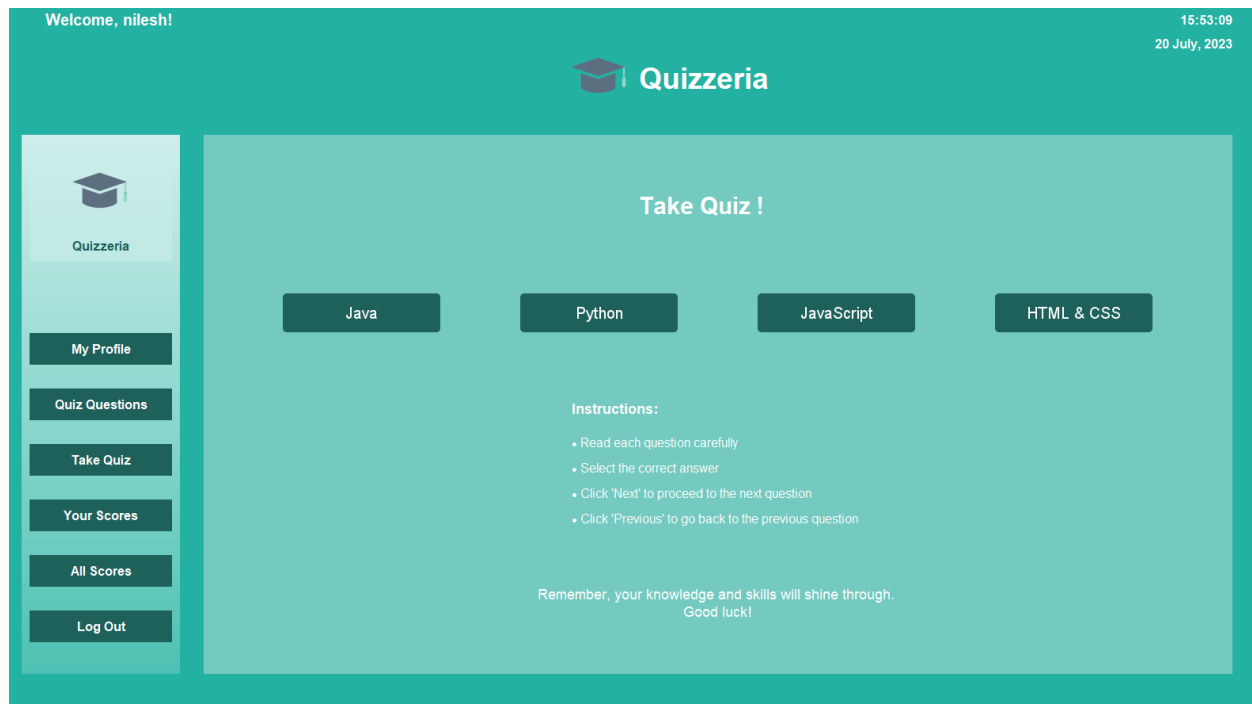 Welcome, nilesh!
15:53:09
20 July, 2023
Quizzeria
Quizzeria
My Profile
Quiz Questions
Take Quiz
Your Scores
All Scores
Log Out
Take Quiz !
Java
Python
JavaScript
HTML & CSS
Instructions:
• Read each question carefully
• Select the correct answer
• Click 'Next' to proceed to the next question
• Click 'Previous' to go back to the previous question
Remember, your knowledge and skills will shine through.
Good luck!